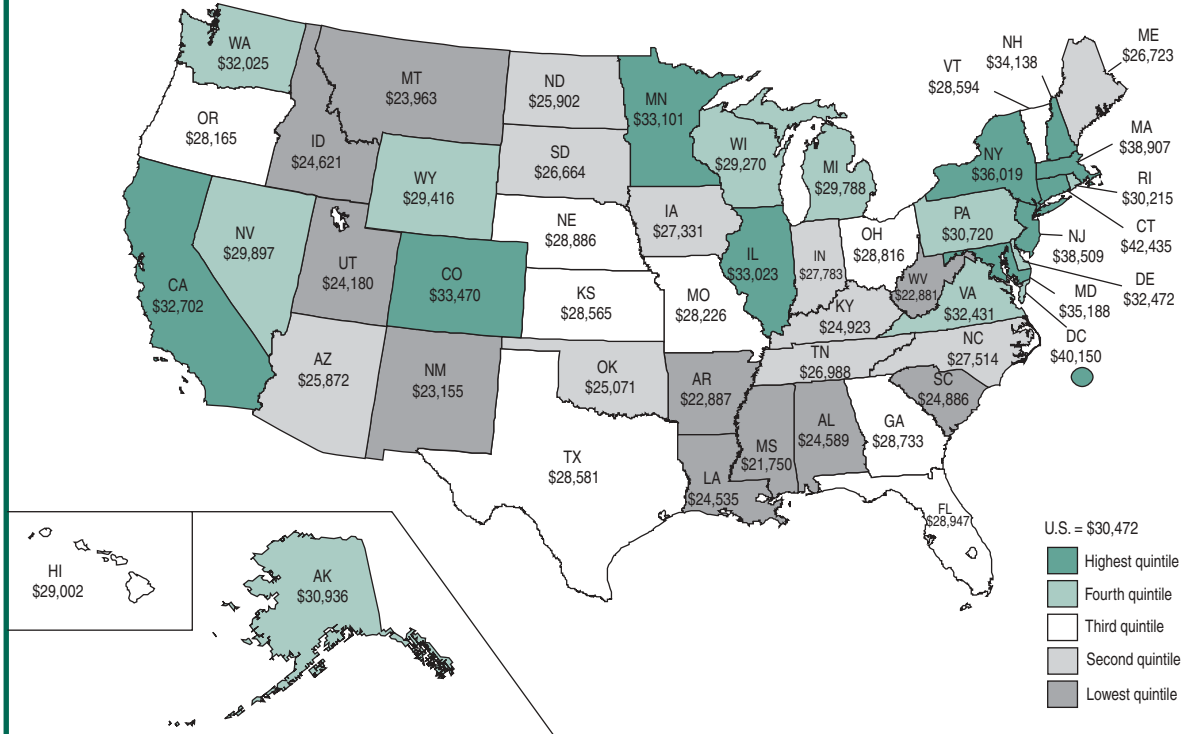 WA
$32,025
OR
$28,165
CA
$32,702
NV
$29,897
ID
$24,621
MT
$23,963
WY
$29,416
UT
$24,180
CO
$33,470
AZ
$25,872
NM
$23,155
ND
$25,902
SD
$26,664
NE
$28,886
KS
$28,565
OK
$25,071
TX
$28,581
MN
$33,101
IA
$27,331
MO
$28,226
AR
$22,887
LA
$24,535
WI
$29,270
IL
$33,023
MI
$29,788
IN
$27,783
OH
$28,816
KY
$24,923
TN
$26,988
MS
$21,750
AL
$24,589
GA
$28,733
FL
$28,947
SC
$24,886
NC
$27,514
WV
$22,881
VA
$32,431
PA
$30,720
NY
$36,019
VT
$28,594
NH
$34,138
ME
$26,723
MA
$38,907
RI
$30,215
CT
$42,435
NJ
$38,509
DE
$32,472
MD
$35,188
DC
$40,150
HI
$29,002
AK
$30,936
U.S. = $30,472
Highest quintile
Fourth quintile
Third quintile
Second quintile
Lowest quintile